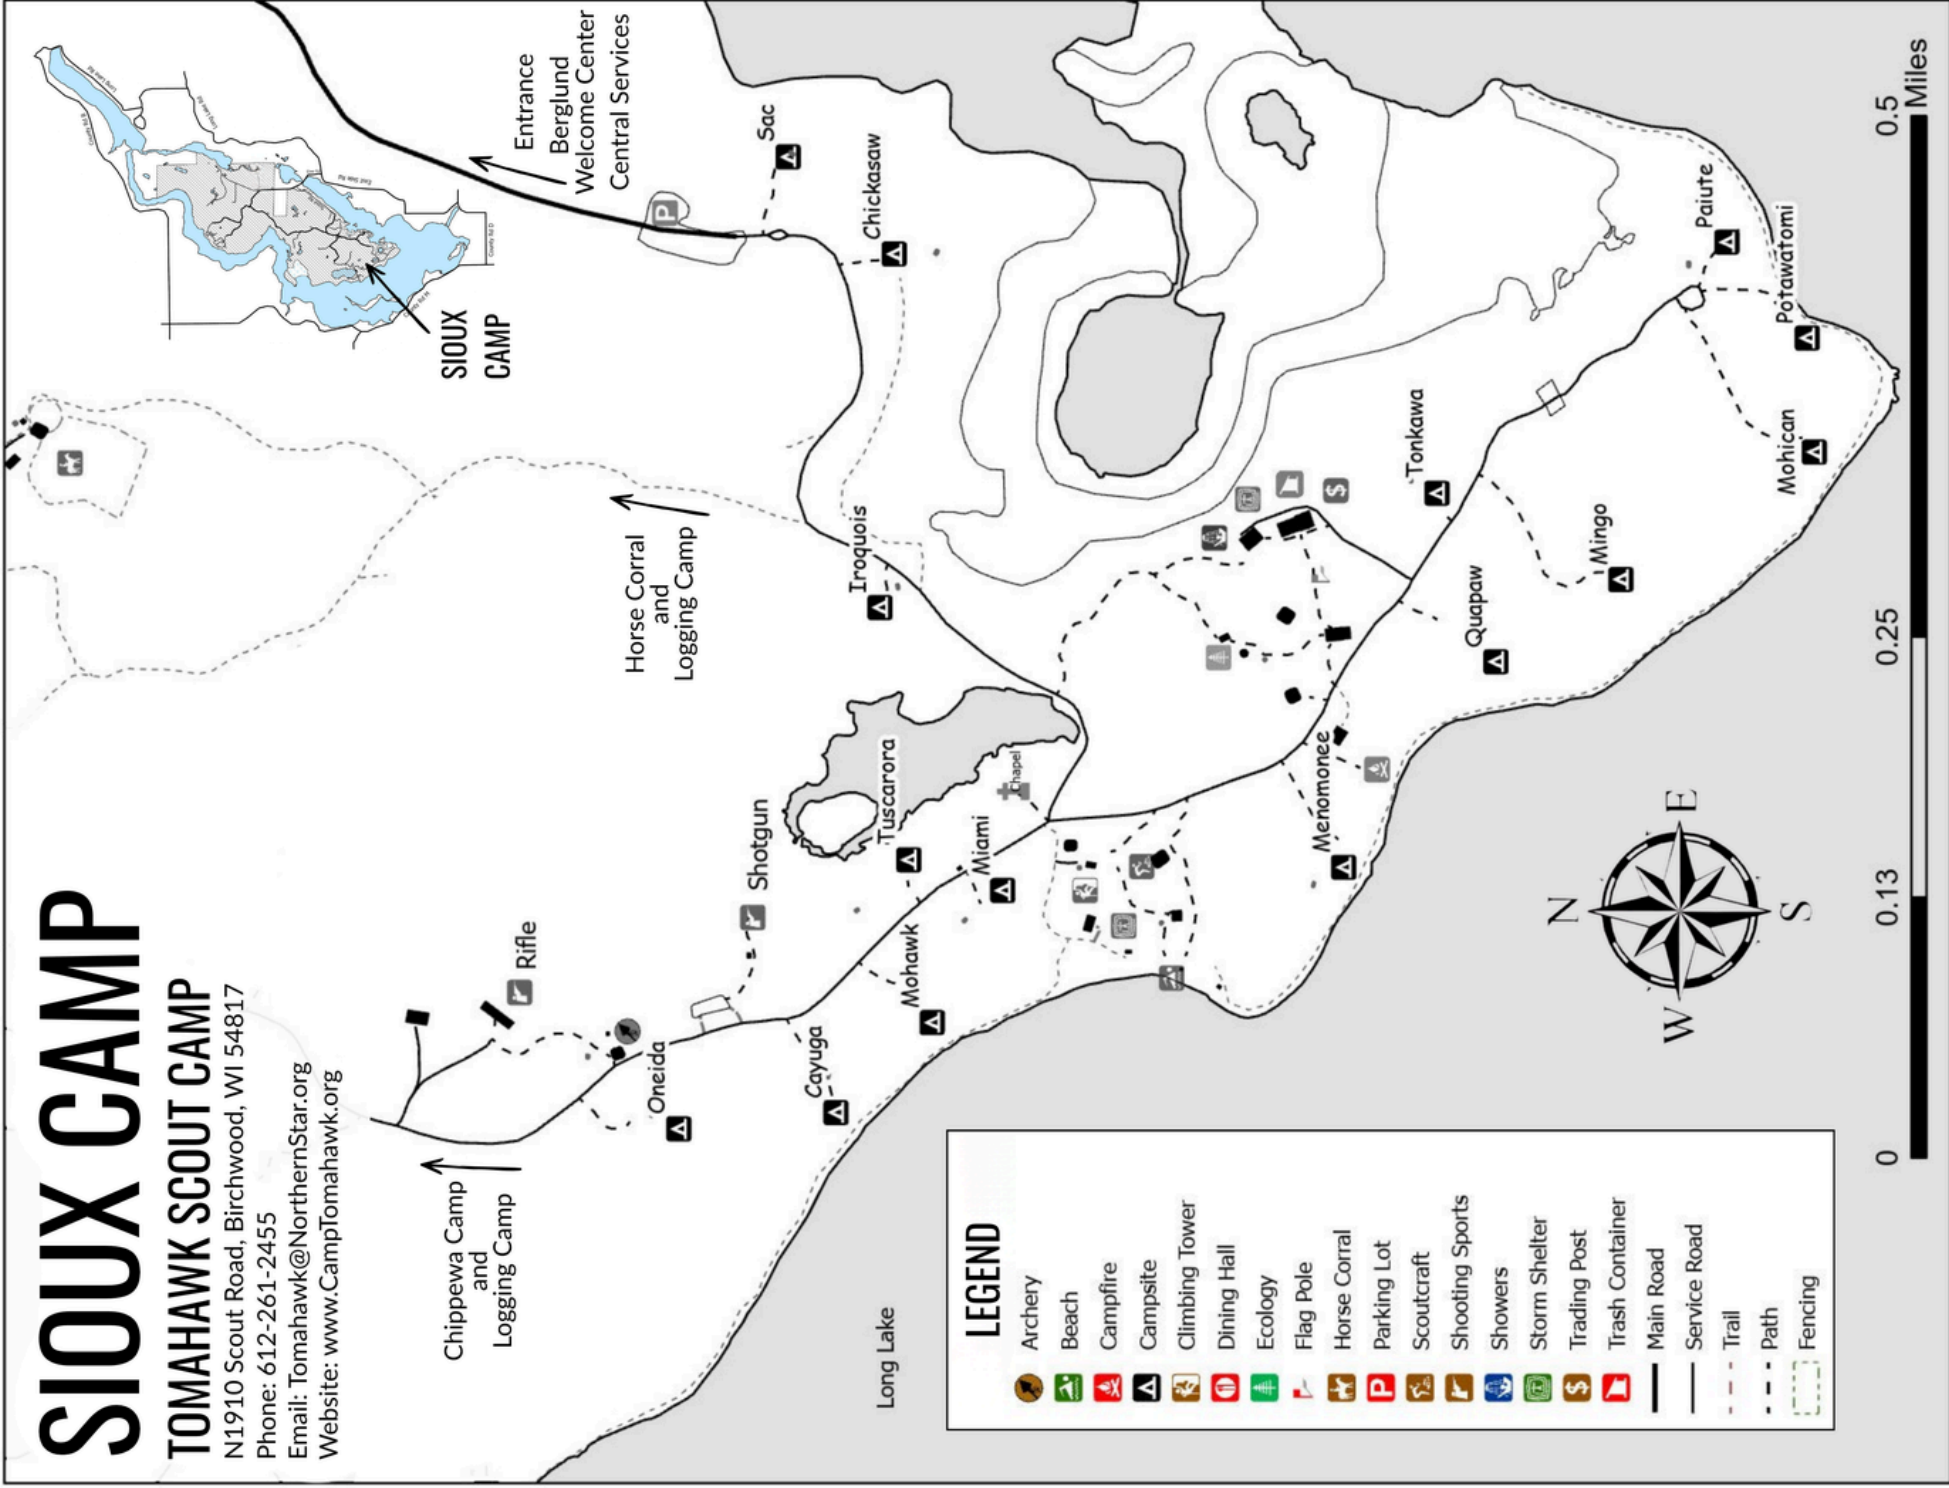 SIOUX CAMP
TOMAHAWK SCOUT CAMP
N1910 Scout Road, Birchwood, WI 54817
Phone: 612-261-2455
Email: Tomahawk@NorthernStar.org
Website: www.CampTomahawk.org
SIOUX
CAMP
Entrance
Berglund
Welcome Center
Central Services
Horse Corral
and
Logging Camp
Chippewa Camp
and
Logging Camp
Rifle
Shotgun
Oneida
Cayuga
Mohawk
Tuscarora
Miami
Chapel
Iroquois
Chickasaw
Sac
P
Menomonee
Quapaw
Tonkawa
Mingo
Mohican
Potawatomi
Paiute
$
Long Lake
LEGEND
Archery
Beach
Campfire
Campsite
Climbing Tower
Dining Hall
Ecology
Flag Pole
Horse Corral
P Parking Lot
Scoutcraft
Shooting Sports
Showers
Storm Shelter
$ Trading Post
Trash Container
Main Road
Service Road
Trail
Path
Fencing
N
E
S
W
0 0.13 0.25 0.5
Miles